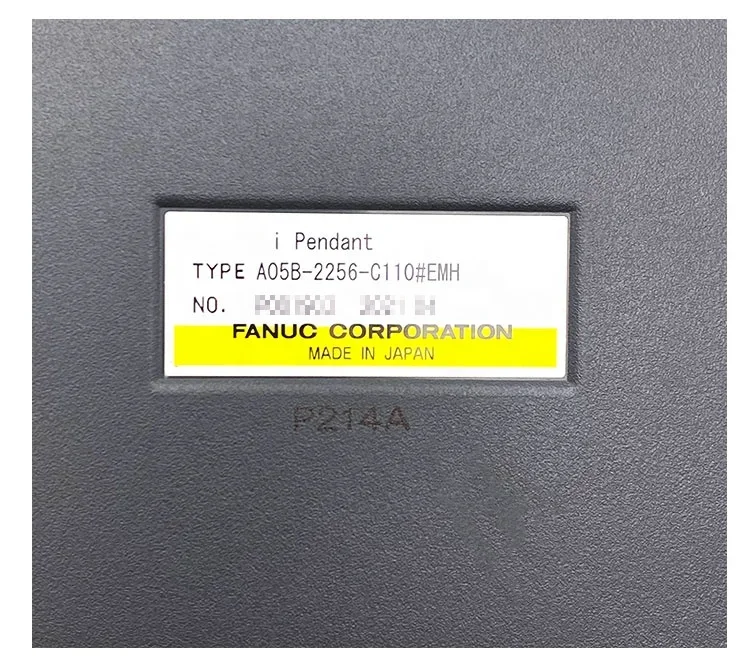 i Pendant
TYPE A05B-2256-C110#EMH
NO.
FANUC CORPORATION
MADE IN JAPAN
P214A